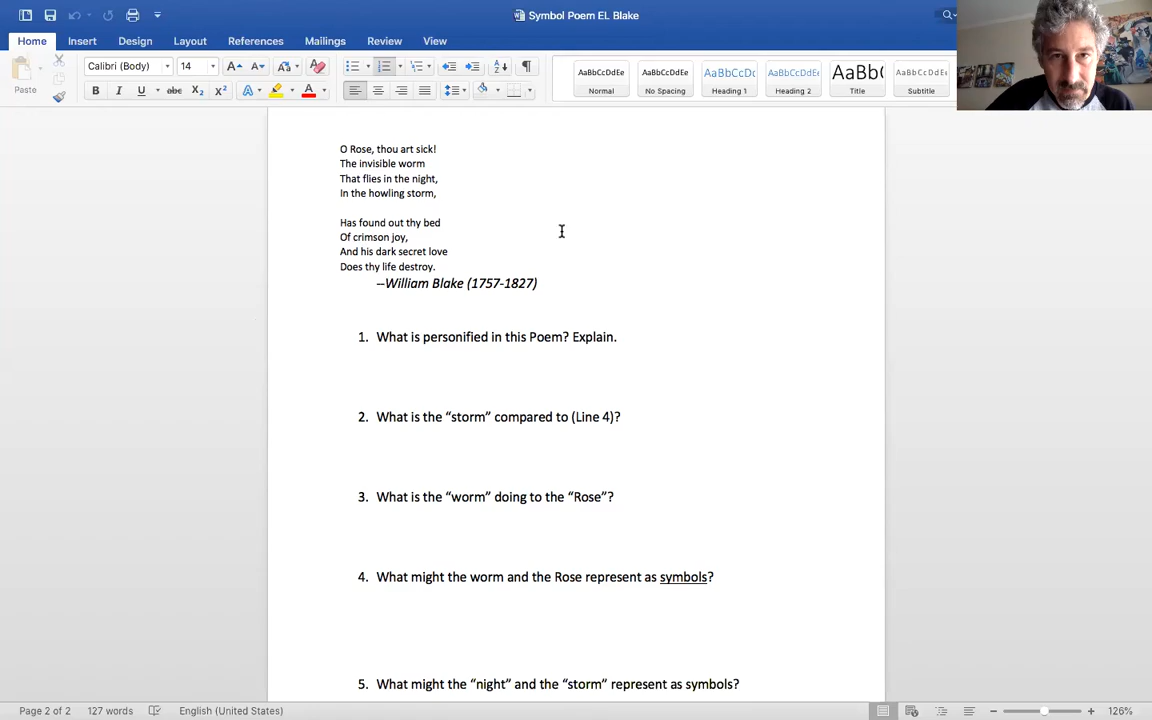 Symbol Poem EL Blake
Home Insert Design Layout References Mailings Review View
Paste
Calibri (Body) 14
AaBbCcDdEe AaBbCcDdEe AaBbCcDc AaBbCcDdEe AaBb( AaBbCcDdEe
Normal No Spacing Heading 1 Heading 2 Title Subtitle
O Rose, thou art sick!
The invisible worm
That flies in the night,
In the howling storm,
Has found out thy bed
Of crimson joy,
And his dark secret love
Does thy life destroy.
--William Blake (1757-1827)
1. What is personified in this Poem? Explain.
2. What is the “storm” compared to (Line 4)?
3. What is the “worm” doing to the “Rose”?
4. What might the worm and the Rose represent as symbols?
5. What might the “night” and the “storm” represent as symbols?
Page 2 of 2 127 words English (United States) 126%